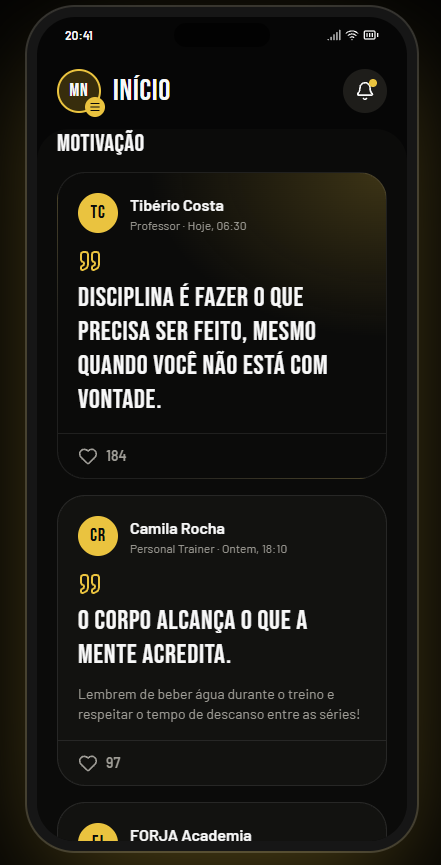 20:41
MN
INÍCIO
MOTIVAÇÃO
TC
Tibério Costa
Professor · Hoje, 06:30
DISCIPLINA É FAZER O QUE
PRECISA SER FEITO, MESMO
QUANDO VOCÊ NÃO ESTÁ COM
VONTADE.
184
CR
Camila Rocha
Personal Trainer · Ontem, 18:10
O CORPO ALCANÇA O QUE A
MENTE ACREDITA.
Lembrem de beber água durante o treino e
respeitar o tempo de descanso entre as séries!
97
FORJA Academia